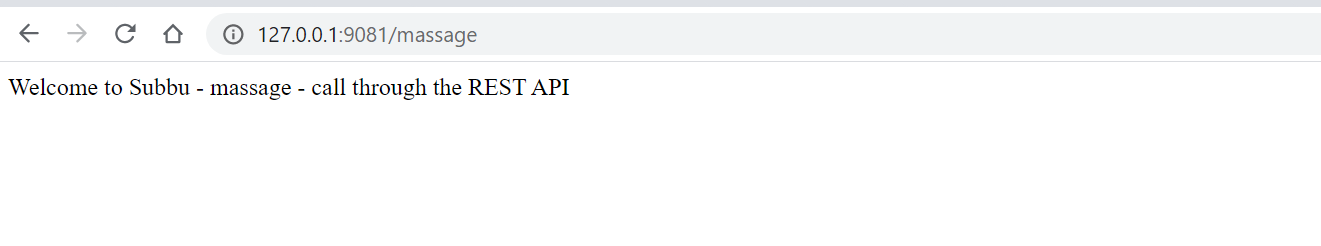 127.0.0.1:9081/massage
Welcome to Subbu - massage - call through the REST API